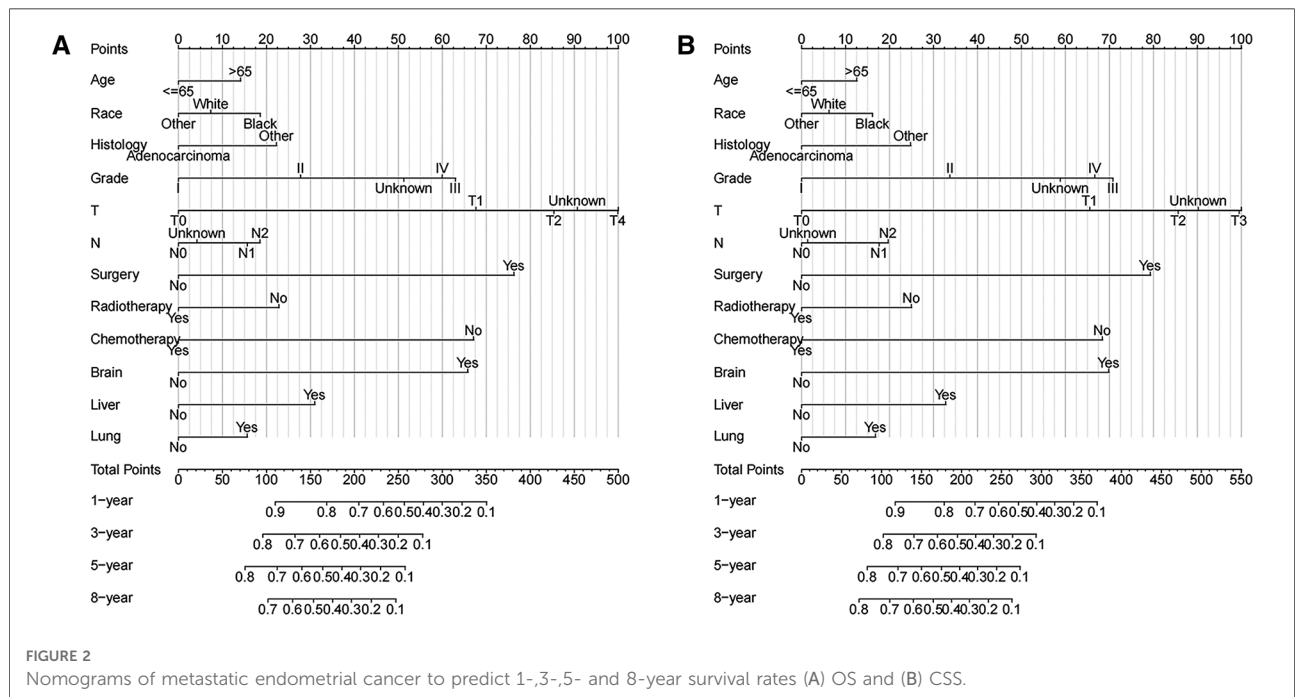 A
Points
0 10 20 30 40 50 60 70 80 90 100
Age
>65
<=65
Race
White
Other
Black
Histology
Other
Adenocarcinoma
Grade
II
IV
I
Unknown
III
T
T1
Unknown
T0
T2
T4
N
Unknown
N2
N0
N1
Surgery
Yes
No
Radiotherapy
No
Yes
Chemotherapy
No
Yes
Brain
Yes
No
Liver
Yes
No
Lung
Yes
No
Total Points
0 50 100 150 200 250 300 350 400 450 500
1−year
0.9 0.8 0.7 0.6 0.5 0.4 0.3 0.2 0.1
3−year
0.8 0.7 0.6 0.5 0.4 0.3 0.2 0.1
5−year
0.8 0.7 0.6 0.5 0.4 0.3 0.2 0.1
8−year
0.7 0.6 0.5 0.4 0.3 0.2 0.1
B
Points
0 10 20 30 40 50 60 70 80 90 100
Age
>65
<=65
Race
White
Other
Black
Histology
Other
Adenocarcinoma
Grade
II
IV
I
Unknown
III
T
T1
Unknown
T0
T2
T3
N
Unknown
N2
N0
N1
Surgery
Yes
No
Radiotherapy
No
Yes
Chemotherapy
No
Yes
Brain
Yes
No
Liver
Yes
No
Lung
Yes
No
Total Points
0 50 100 150 200 250 300 350 400 450 500 550
1−year
0.9 0.8 0.7 0.6 0.5 0.4 0.3 0.2 0.1
3−year
0.8 0.7 0.6 0.5 0.4 0.3 0.2 0.1
5−year
0.8 0.7 0.6 0.5 0.4 0.3 0.2 0.1
8−year
0.8 0.7 0.6 0.5 0.4 0.3 0.2 0.1
FIGURE 2
Nomograms of metastatic endometrial cancer to predict 1-,3-,5- and 8-year survival rates (A) OS and (B) CSS.